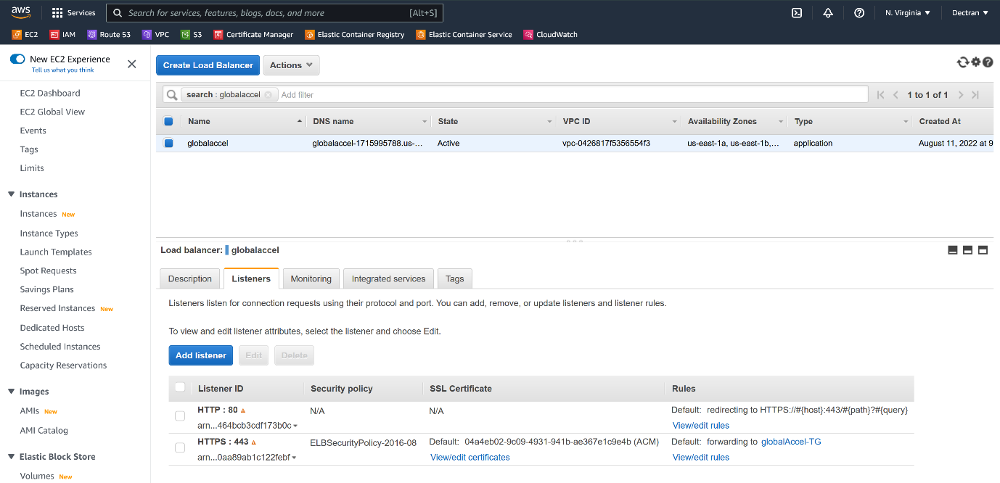 aws Services Search for services, features, blogs, docs, and more [Alt+S] N. Virginia Dectran
EC2 IAM Route 53 VPC S3 Certificate Manager Elastic Container Registry Elastic Container Service CloudWatch
New EC2 Experience
Tell us what you think
EC2 Dashboard
EC2 Global View
Events
Tags
Limits
Instances
Instances New
Instance Types
Launch Templates
Spot Requests
Savings Plans
Reserved Instances New
Dedicated Hosts
Scheduled Instances
Capacity Reservations
Images
AMIs New
AMI Catalog
Elastic Block Store
Volumes New
Create Load Balancer Actions
search : globalaccel Add filter 1 to 1 of 1
Name DNS name State VPC ID Availability Zones Type Created At
globalaccel globalaccel-1715995788.us-... Active vpc-0426817f5356554f3 us-east-1a, us-east-1b,... application August 11, 2022 at 9
Load balancer: globalaccel
Description Listeners Monitoring Integrated services Tags
Listeners listen for connection requests using their protocol and port. You can add, remove, or update listeners and listener rules.
To view and edit listener attributes, select the listener and choose Edit.
Add listener Edit Delete
Listener ID Security policy SSL Certificate Rules
HTTP : 80 N/A N/A Default: redirecting to HTTPS://#{host}:443/#{path}?#{query}
arn...464bcb3cdf173b0c View/edit rules
HTTPS : 443 ELBSecurityPolicy-2016-08 Default: 04a4eb02-9c09-4931-941b-ae367e1c9e4b (ACM) Default: forwarding to globalAccel-TG
arn...0aa89ab1c122febf View/edit certificates View/edit rules